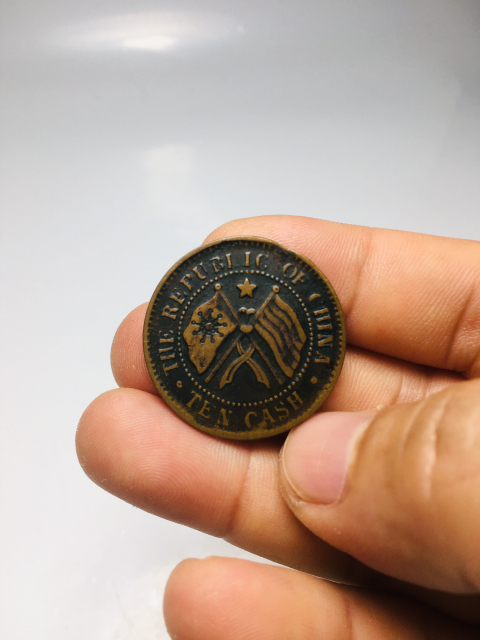 THE REPUBLIC OF CHINA
TEN CASH